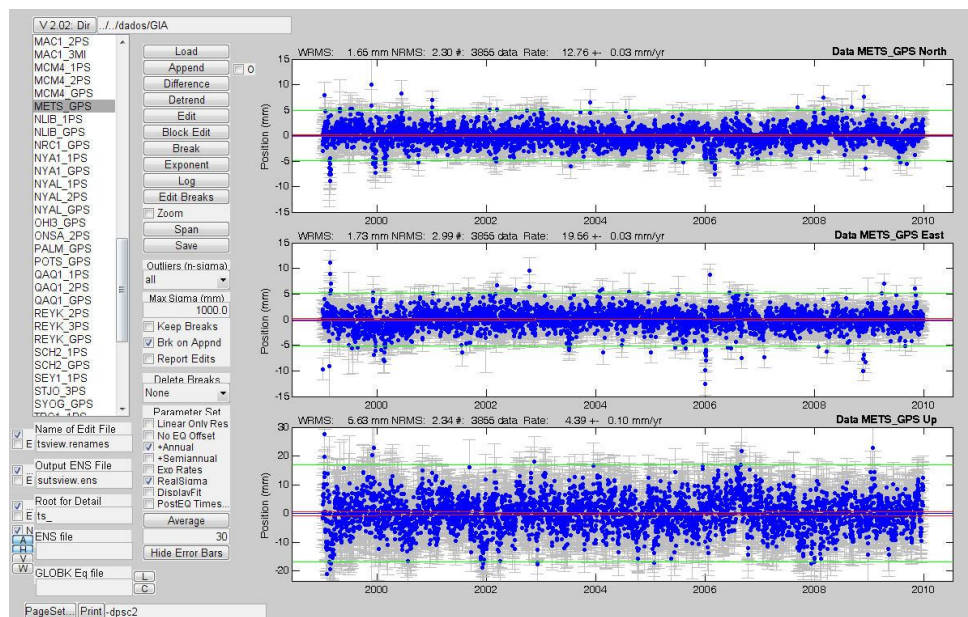 V 2.02: Dir ../../dados/GIA
MAC1_2PS
MAC1_3MI
MCM4_1PS
MCM4_2PS
MCM4_GPS
METS_GPS
NLIB_1PS
NLIB_GPS
NRC1_GPS
NYA1_1PS
NYA1_GPS
NYAL_1PS
NYAL_2PS
NYAL_GPS
OHI3_GPS
ONSA_2PS
PALM_GPS
POTS_GPS
QAQ1_1PS
QAQ1_2PS
QAQ1_GPS
REYK_2PS
REYK_3PS
REYK_GPS
SCH2_1PS
SCH2_GPS
SEY1_1PS
STJO_3PS
SYOG_GPS
Name of Edit File
E tsview.renames
Output ENS File
E sutsview.ens
Root for Detail
E ts_
N
ENS file
A
H
V
W
GLOBK Eq file
L
C
PageSet... Print -dpsc2
Load
Append O
Difference
Detrend
Edit
Block Edit
Break
Exponent
Log
Edit Breaks
Zoom
Span
Save
Outliers (n-sigma)
all
Max Sigma (mm)
1000.0
Keep Breaks
Brk on Appnd
Report Edits
Delete Breaks
None
Parameter Set
Linear Only Res
No EQ Offset
+Annual
+Semiannual
Exp Rates
RealSigma
DisplayFit
PostEQ Times...
Average
30
Hide Error Bars
WRMS: 1.65 mm NRMS: 2.30 #: 3855 data Rate: 12.76 +- 0.03 mm/yr Data METS_GPS North
Position (mm)
15
10
5
0
-5
-10
-15
2000 2002 2004 2006 2008 2010
WRMS: 1.73 mm NRMS: 2.99 #: 3855 data Rate: 19.56 +- 0.03 mm/yr Data METS_GPS East
Position (mm)
15
10
5
0
-5
-10
-15
2000 2002 2004 2006 2008 2010
WRMS: 5.63 mm NRMS: 2.34 #: 3855 data Rate: 4.39 +- 0.10 mm/yr Data METS_GPS Up
Position (mm)
30
20
10
0
-10
-20
2000 2002 2004 2006 2008 2010